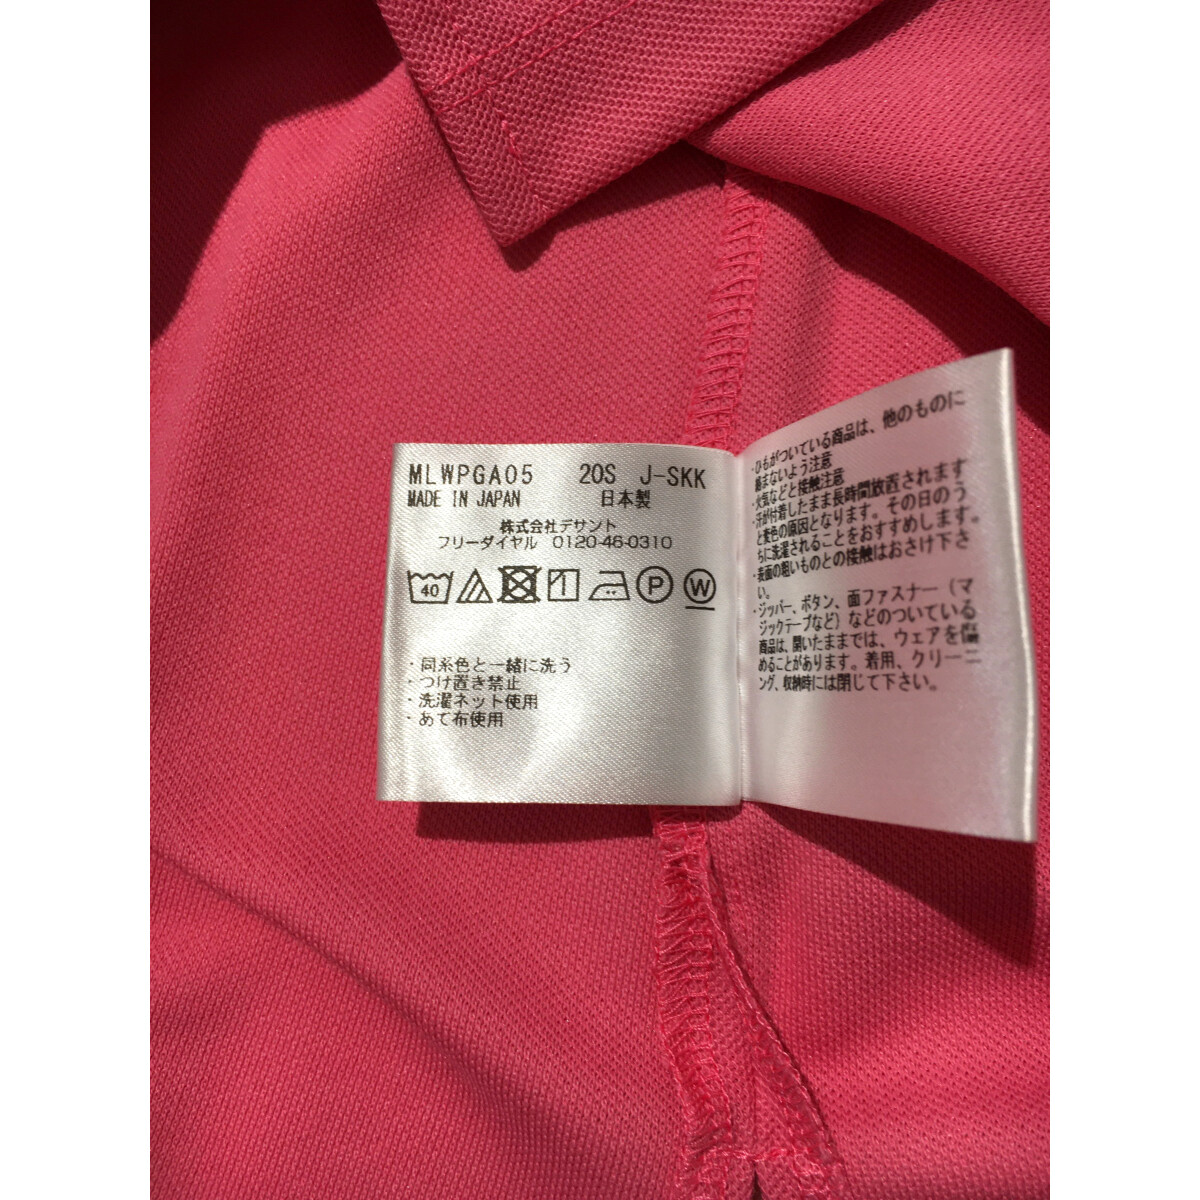 MLWPGA05 20S J-SKK
MADE IN JAPAN 日本製
株式会社デサント
フリーダイヤル 0120-46-0310
40
P
W
・同系色と一緒に洗う
・つけ置き禁止
・洗濯ネット使用
・あて布使用
・ひもがついている商品は、他のものに
絡まないよう注意
・火気などと接触注意
・汗が付着したまま長時間放置されます
と変色の原因となります。その日のう
ちに洗濯されることをおすすめします。
・表面の粗いものとの接触はおさけ下さ
い。
・ジッパー、ボタン、面ファスナー（マ
ジックテープなど）などのついている
商品は、開いたままでは、ウェアを傷
めることがあります。着用、クリーニ
ング、収納時には閉じて下さい。